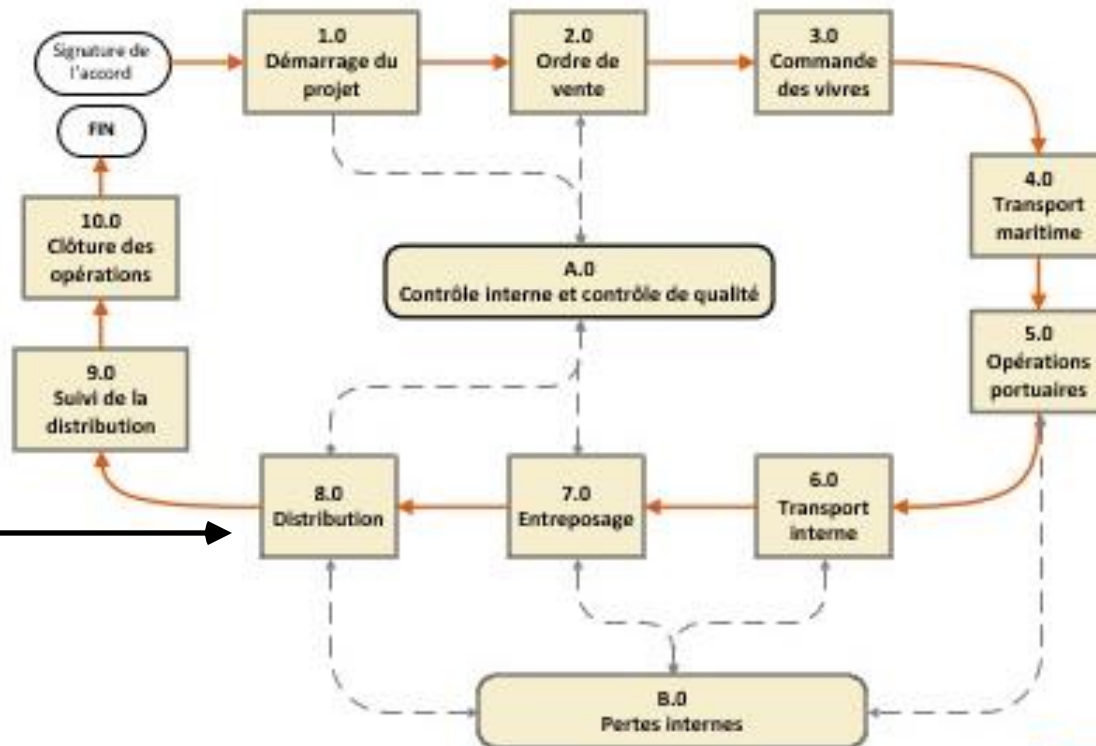 Signature de
l'accord
1.0
Démarrage du
projet
2.0
Ordre de
vente
3.0
Commande
des vivres
FIN
4.0
Transport
maritime
10.0
Clôture des
opérations
A.0
Contrôle interne et contrôle de qualité
5.0
Opérations
portuaires
9.0
Suivi de la
distribution
8.0
Distribution
7.0
Entreposage
6.0
Transport
interne
B.0
Pertes internes